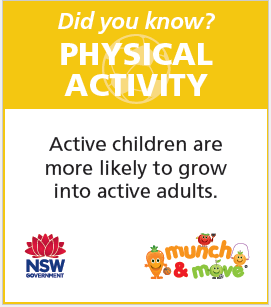 Did you know?
PHYSICAL
ACTIVITY
Active children are
more likely to grow
into active adults.
NSW
GOVERNMENT
munch
& move